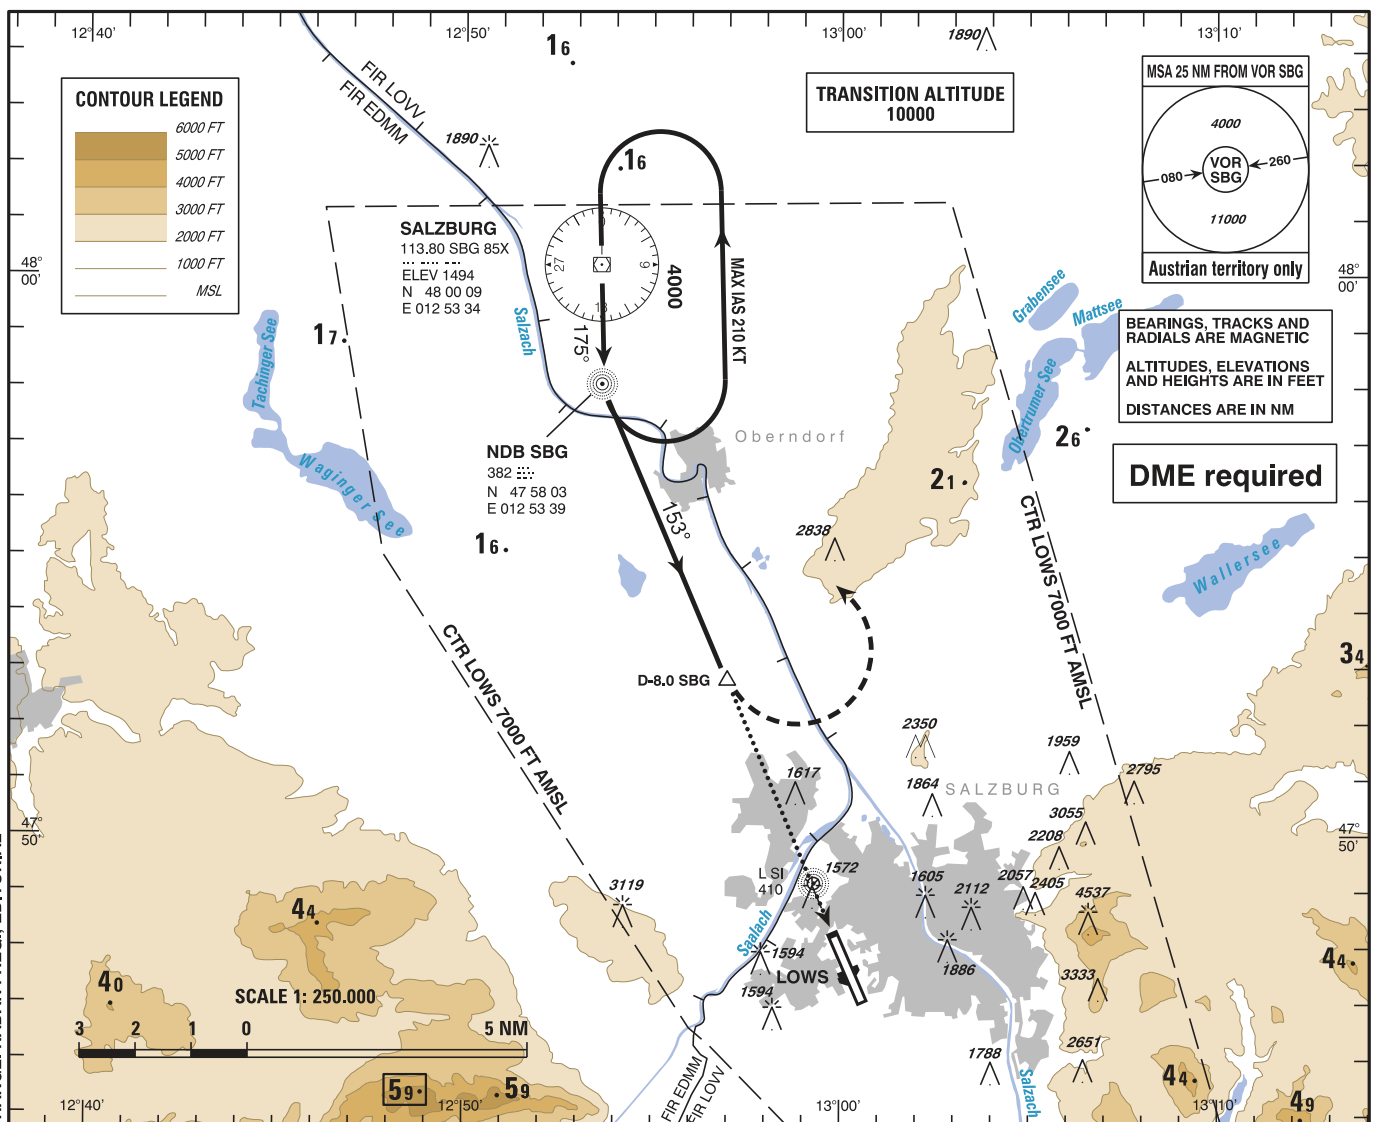 12°40'
12°50'
13°00'
13°10'
16.
1890
CONTOUR LEGEND
6000 FT
5000 FT
4000 FT
3000 FT
2000 FT
1000 FT
MSL
FIR LOVV
FIR EDMM
1890
.16
TRANSITION ALTITUDE
10000
MSA 25 NM FROM VOR SBG
4000
VOR
SBG
080
260
11000
Austrian territory only
SALZBURG
113.80 SBG 85X
ELEV 1494
N 48 00 09
E 012 53 34
27
9
18
4000
MAX IAS 210 KT
175°
48°
00'
48°
00'
Salzach
Tachinger See
17.
Waginger See
Grabensee
Mattsee
Obertrumer See
BEARINGS, TRACKS AND
RADIALS ARE MAGNETIC
ALTITUDES, ELEVATIONS
AND HEIGHTS ARE IN FEET
DISTANCES ARE IN NM
26.
DME required
NDB SBG
382
N 47 58 03
E 012 53 39
Oberndorf
153°
16.
21.
2838
CTR LOWS 7000 FT AMSL
Wallersee
34.
CTR LOWS 7000 FT AMSL
D-8.0 SBG
2350
1959
2795
1617
1864
SALZBURG
3055
47°
50'
47°
50'
2208
L SI
410
1572
1605
2112
2057
2405
4537
3119
44.
Saalach
1594
LOWS
1594
1886
3333
44.
40.
SCALE 1: 250.000
3
2
1
0
5 NM
1788
2651
44.
Salzach
59.
.59
FIR EDMM
FIR LOVV
49
12°40'
12°50'
13°00'
13°10'